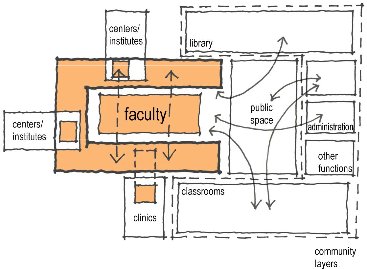 centers/
institutes
library
faculty
public
space
centers/
institutes
administration
other
functions
clinics
classrooms
community
layers